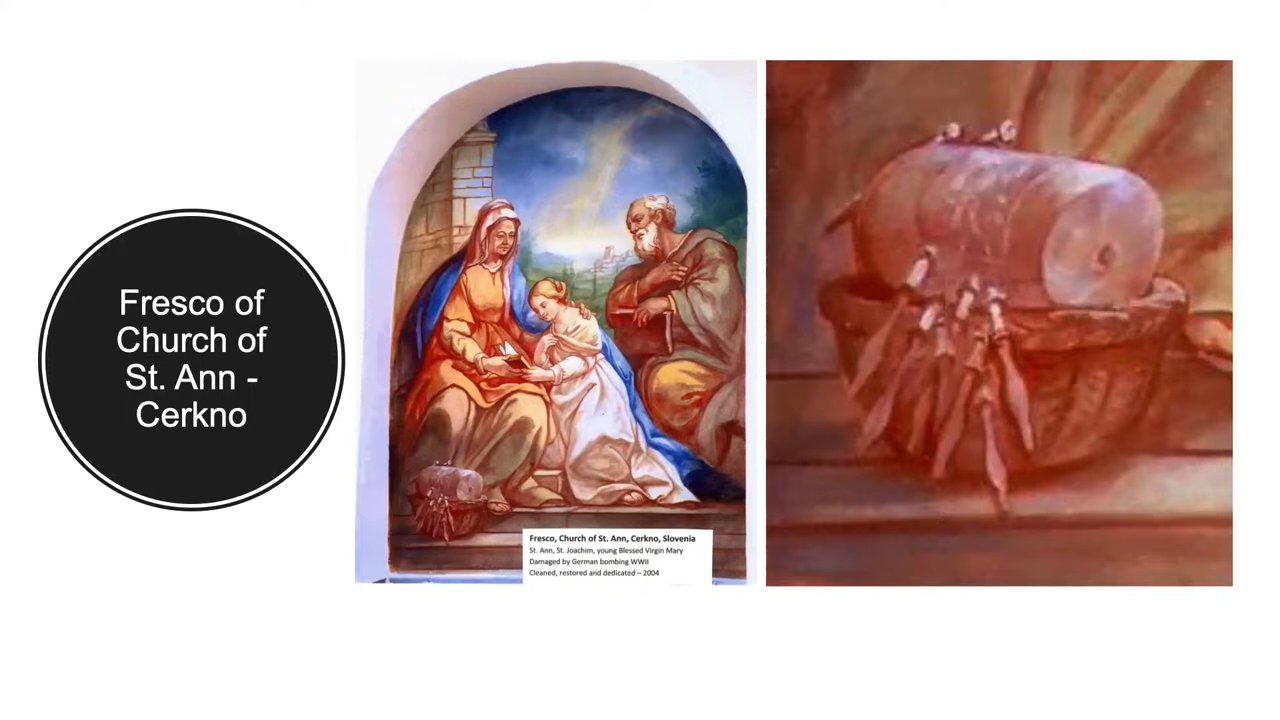 Fresco of
Church of
St. Ann -
Cerkno
Fresco, Church of St. Ann, Cerkno, Slovenia
St. Ann, St. Joachim, young Blessed Virgin Mary
Damaged by German bombing WWII
Cleaned, restored and dedicated – 2004